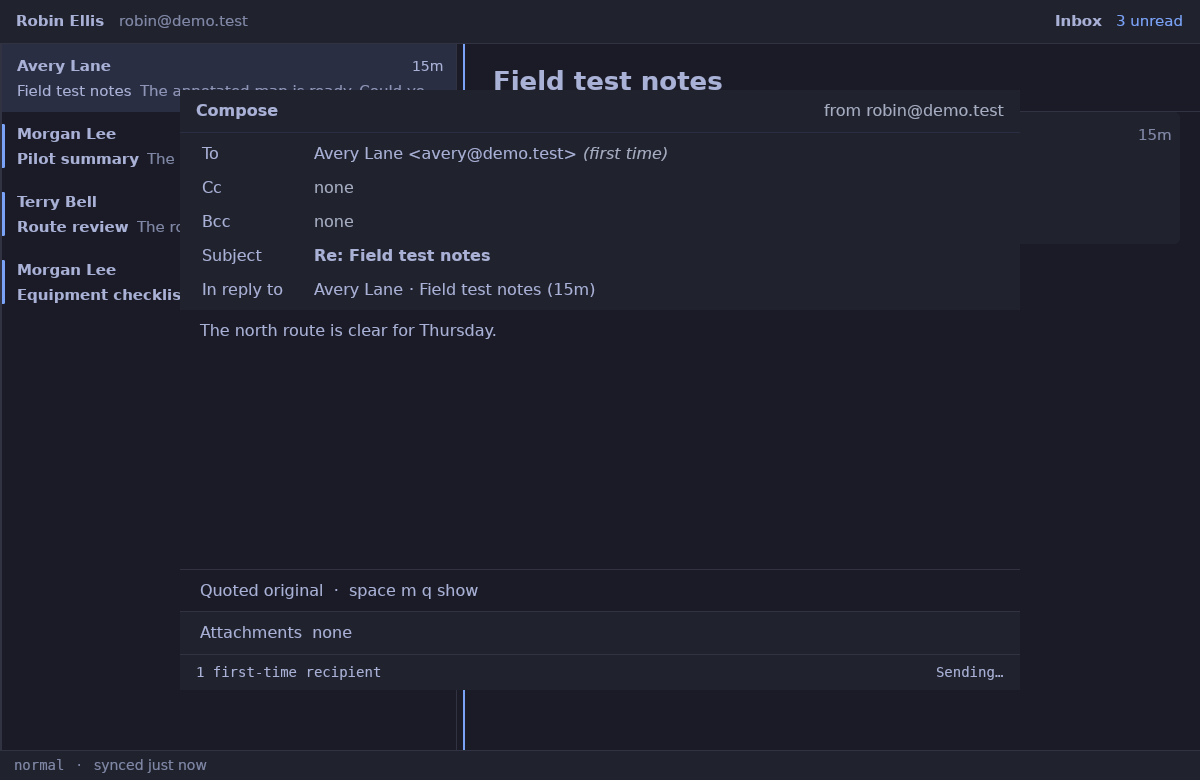 Robin Ellis robin@demo.test
Inbox 3 unread
Avery Lane 15m
Field test notes
Field test notes
Compose from robin@demo.test
Morgan Lee
Pilot summary The
15m
To Avery Lane <avery@demo.test> (first time)
Cc none
Terry Bell
Route review The
Bcc none
Subject Re: Field test notes
Morgan Lee
Equipment
In reply to Avery Lane · Field test notes (15m)
The north route is clear for Thursday.
Quoted original · space m q show
Attachments none
1 first-time recipient Sending…
normal · synced just now